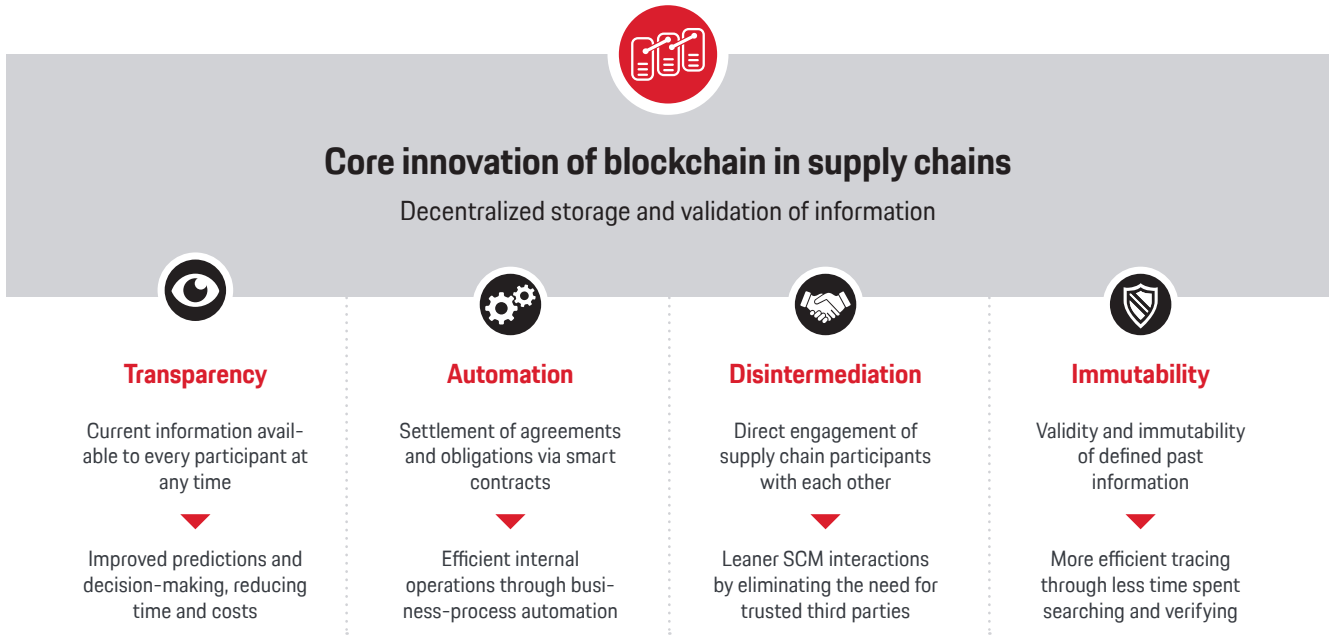 Core innovation of blockchain in supply chains
Decentralized storage and validation of information
Transparency
Current information avail-
able to every participant at
any time
Improved predictions and
decision-making, reducing
time and costs
Automation
Settlement of agreements
and obligations via smart
contracts
Efficient internal
operations through busi-
ness-process automation
Disintermediation
Direct engagement of
supply chain participants
with each other
Leaner SCM interactions
by eliminating the need for
trusted third parties
Immutability
Validity and immutability
of defined past
information
More efficient tracing
through less time spent
searching and verifying